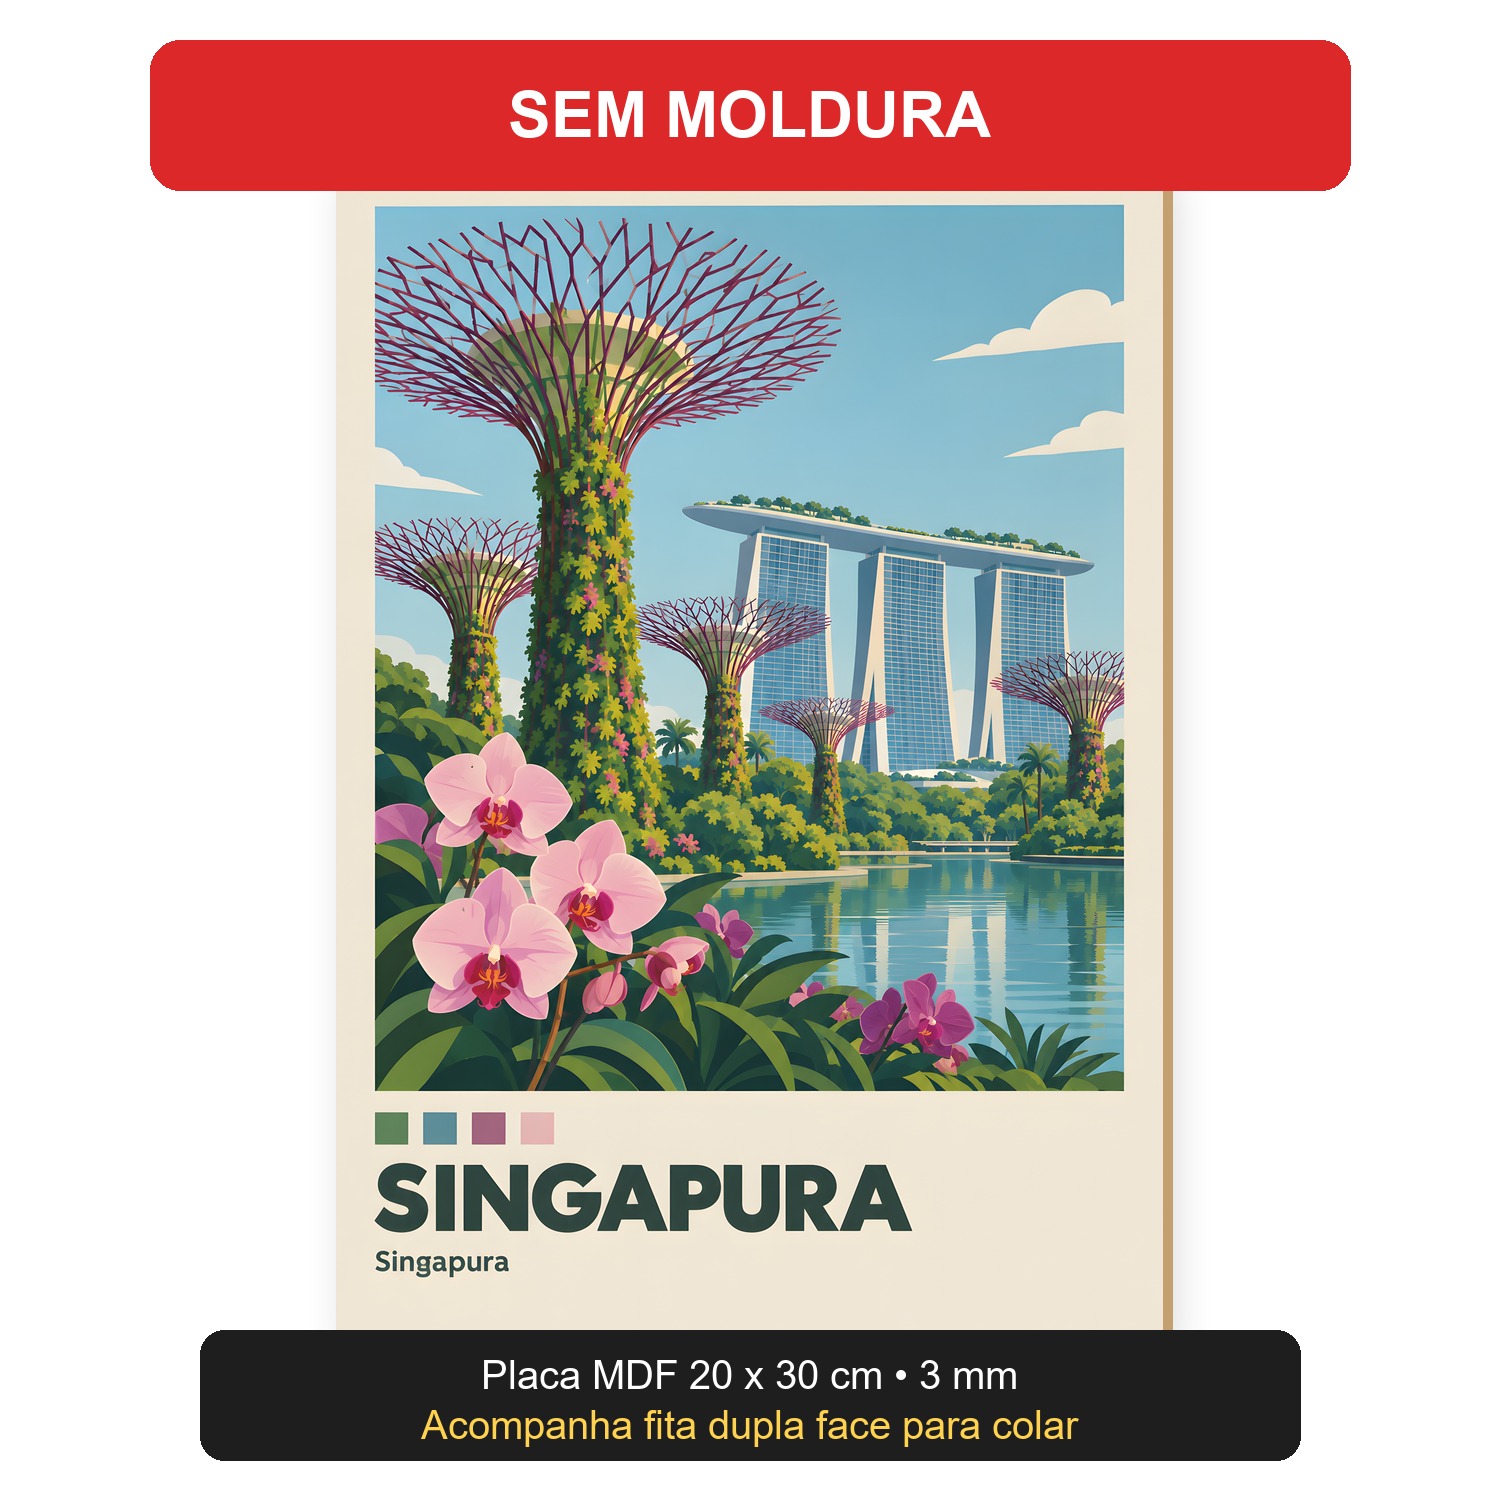 SEM MOLDURA
SINGAPURA
Singapura
Placa MDF 20 x 30 cm • 3 mm
Acompanha fita dupla face para colar